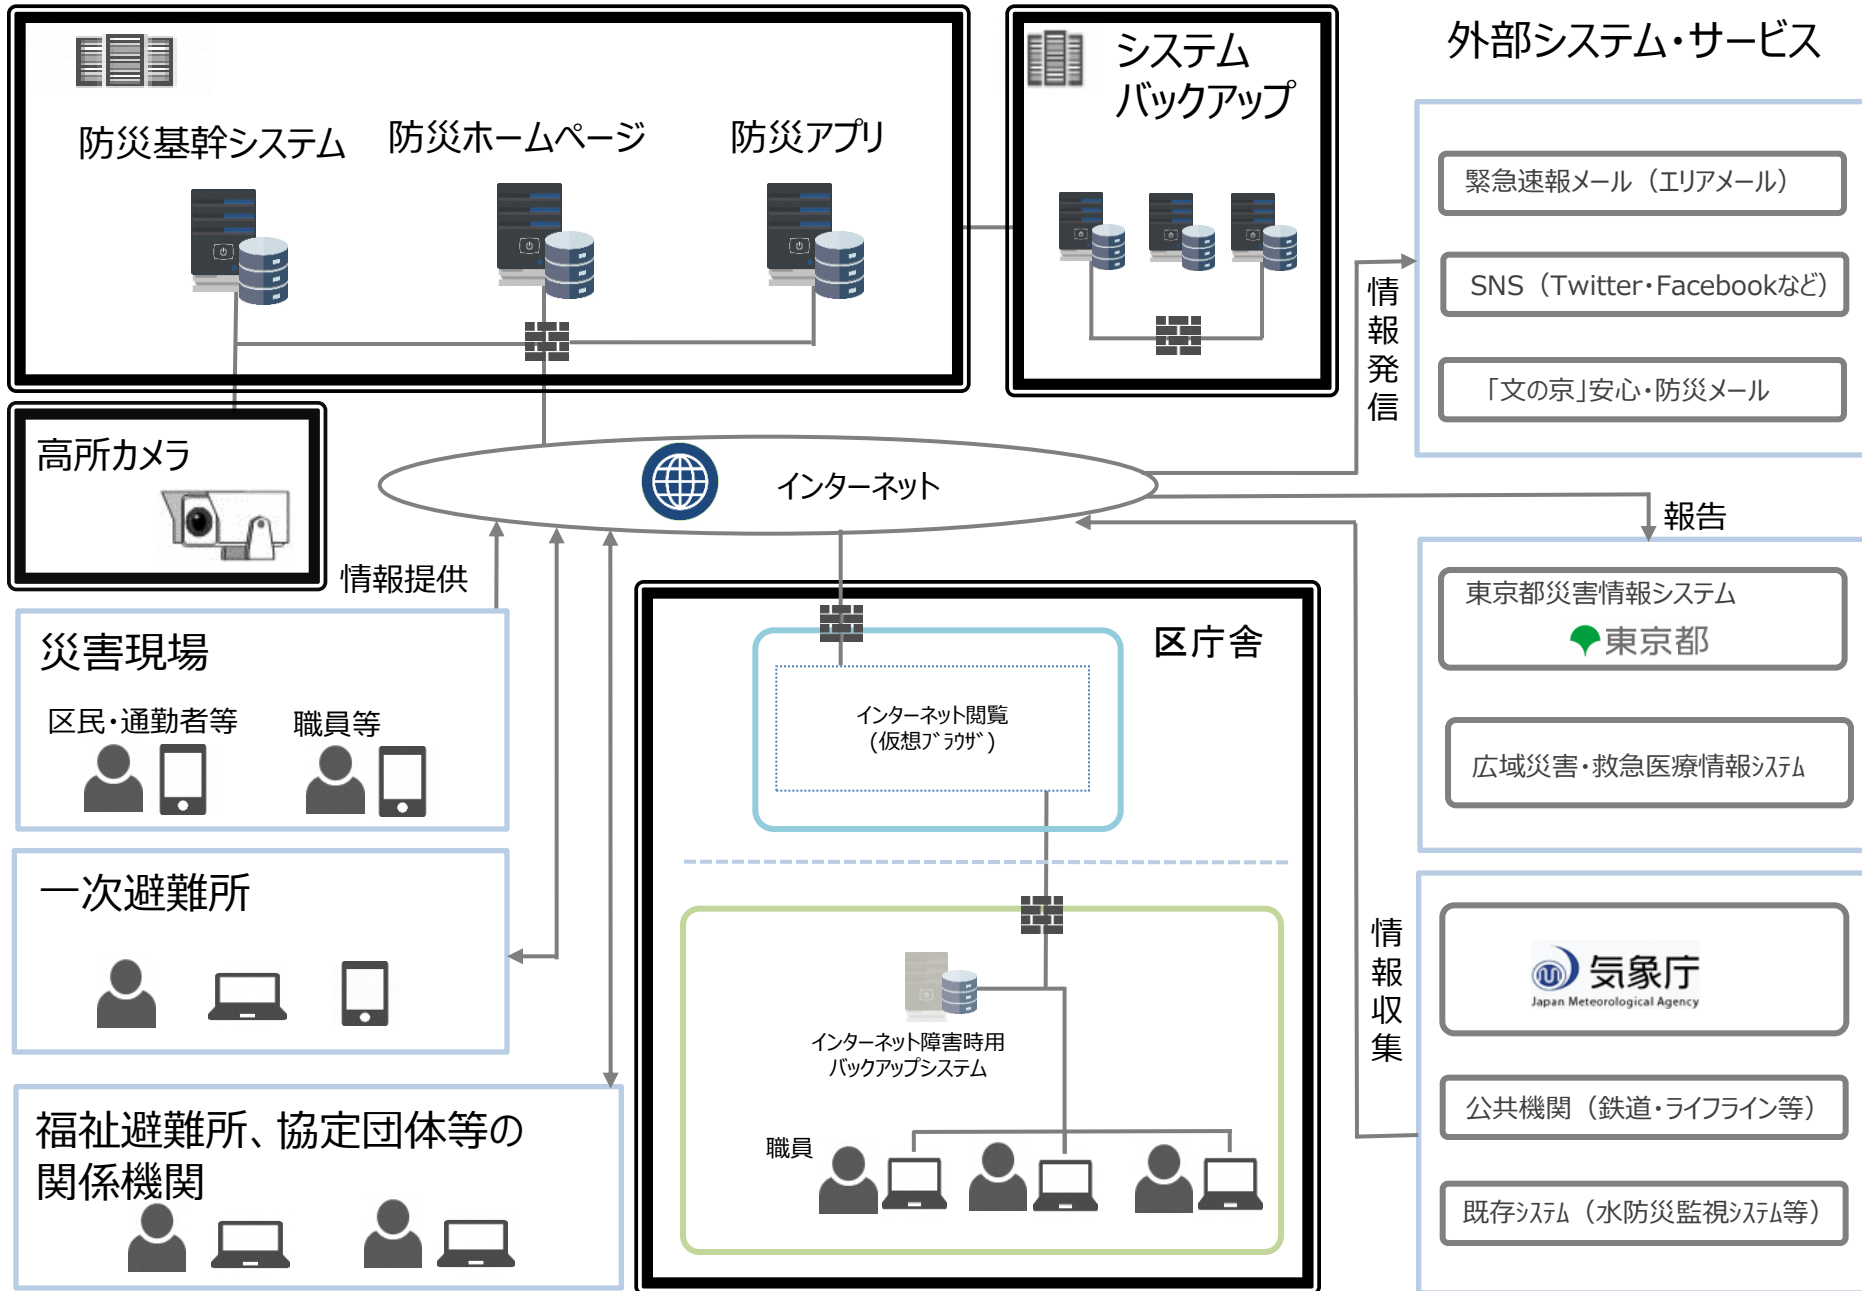 防災基幹システム
防災ホームページ
防災アプリ
システム
バックアップ
外部システム・サービス
緊急速報メール（エリアメール）
SNS（Twitter・Facebookなど）
「文の京」安心・防災メール
情報発信
高所カメラ
インターネット
報告
情報提供
東京都災害情報システム
東京都
広域災害・救急医療情報ｼｽﾃﾑ
災害現場
区民・通勤者等
職員等
区庁舎
インターネット閲覧
(仮想ﾌﾞﾗｳｻﾞ)
一次避難所
情報収集
気象庁
Japan Meteorological Agency
公共機関（鉄道・ライフライン等）
既存ｼｽﾃﾑ（水防災監視ｼｽﾃﾑ等）
インターネット障害時用
バックアップシステム
職員
福祉避難所、協定団体等の
関係機関